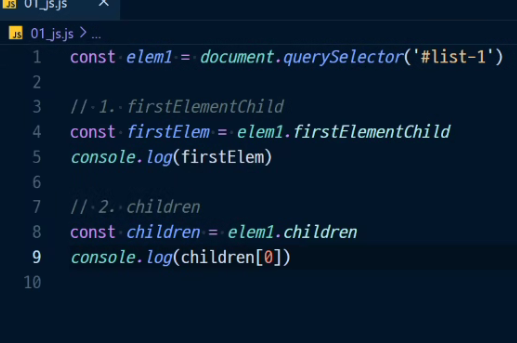 JS 01_js.js ×
JS 01_js.js > ...
1 const elem1 = document.querySelector('#list-1')
2
3 // 1. firstElementChild
4 const firstElem = elem1.firstElementChild
5 console.log(firstElem)
6
7 // 2. children
8 const children = elem1.children
9 console.log(children[0])
10